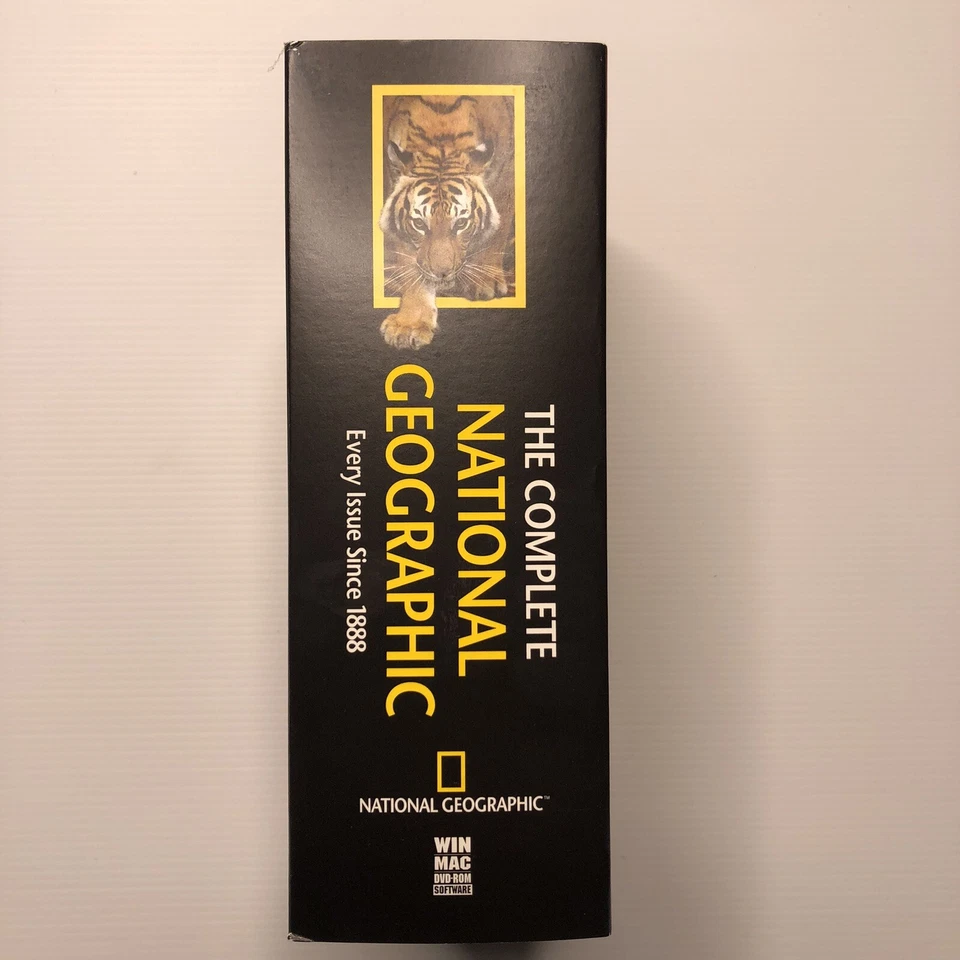 THE COMPLETE
NATIONAL
GEOGRAPHIC
Every Issue Since 1888
NATIONAL GEOGRAPHIC™
WIN
MAC
DVD-ROM
SOFTWARE